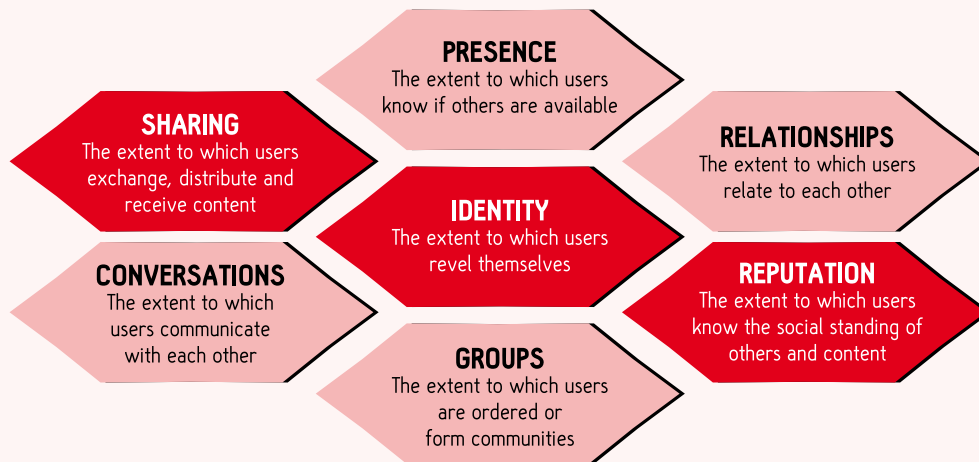 PRESENCE
The extent to which users
know if others are available
SHARING
The extent to which users
exchange, distribute and
receive content
RELATIONSHIPS
The extent to which users
relate to each other
IDENTITY
The extent to which users
revel themselves
CONVERSATIONS
The extent to which
users communicate
with each other
REPUTATION
The extent to which users
know the social standing of
others and content
GROUPS
The extent to which users
are ordered or
form communities